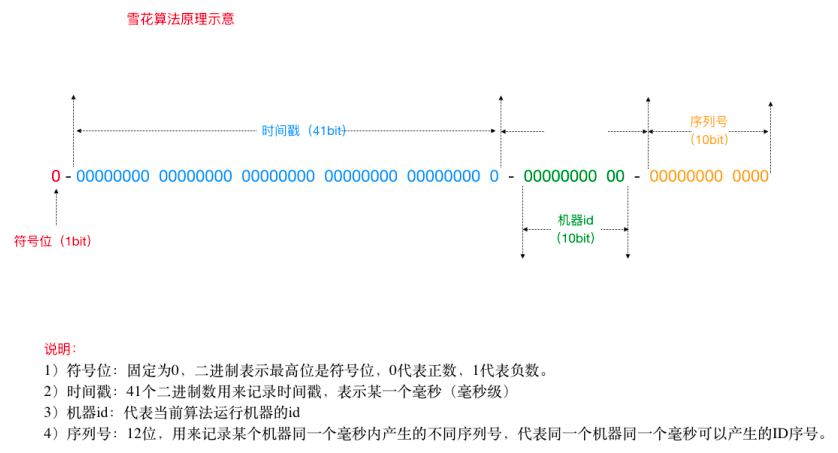 雪花算法原理示意
时间戳（41bit）
序列号
（10bit）
0 - 00000000 00000000 00000000 00000000 00000000 0 - 00000000 00 - 00000000 0000
符号位（1bit）
机器id
（10bit）
说明：
1）符号位：固定为0，二进制表示最高位是符号位，0代表正数，1代表负数。
2）时间戳：41个二进制数用来记录时间戳，表示某一个毫秒（毫秒级）
3）机器id：代表当前算法运行机器的id
4）序列号：12位，用来记录某个机器同一个毫秒内产生的不同序列号，代表同一个机器同一个毫秒可以产生的ID序号。